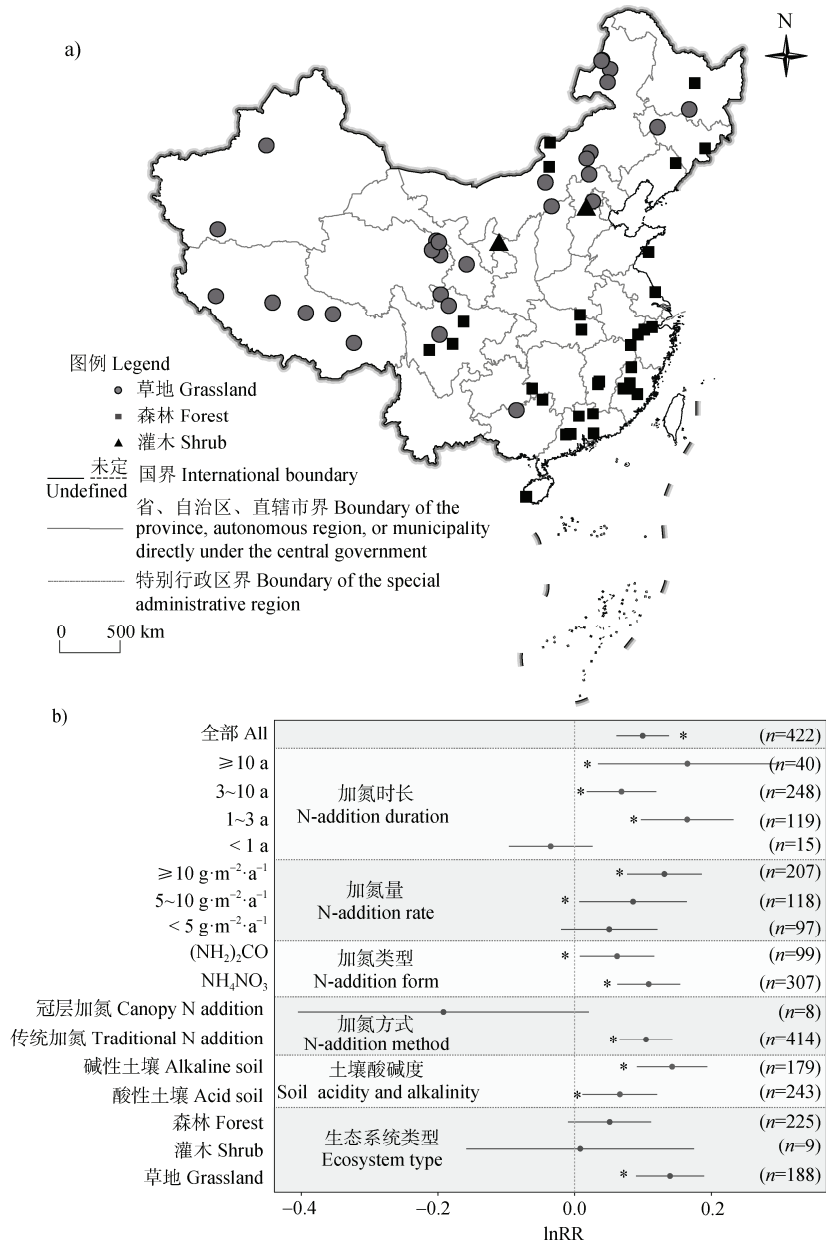 a)
N
图例 Legend
草地 Grassland
森林 Forest
灌木 Shrub
未定
Undefined
国界 International boundary
省、自治区、直辖市界 Boundary of the
province, autonomous region, or municipality
directly under the central government
特别行政区界 Boundary of the special
administrative region
0 500 km
b)
全部 All * (n=422)
≥10 a * (n=40)
3~10 a * (n=248)
加氮时长
N-addition duration
1~3 a * (n=119)
<1 a (n=15)
≥10 g·m⁻²·a⁻¹ * (n=207)
加氮量
5~10 g·m⁻²·a⁻¹ * (n=118)
N-addition rate
<5 g·m⁻²·a⁻¹ (n=97)
(NH₂)₂CO 加氮类型 * (n=99)
NH₄NO₃ N-addition form * (n=307)
冠层加氮 Canopy N addition (n=8)
加氮方式
传统加氮 Traditional N addition N-addition method * (n=414)
碱性土壤 Alkaline soil 土壤酸碱度 * (n=179)
酸性土壤 Acid soil Soil acidity and alkalinity * (n=243)
森林 Forest (n=225)
生态系统类型
灌木 Shrub Ecosystem type (n=9)
草地 Grassland * (n=188)
−0.4 −0.2 0.0 0.2
lnRR